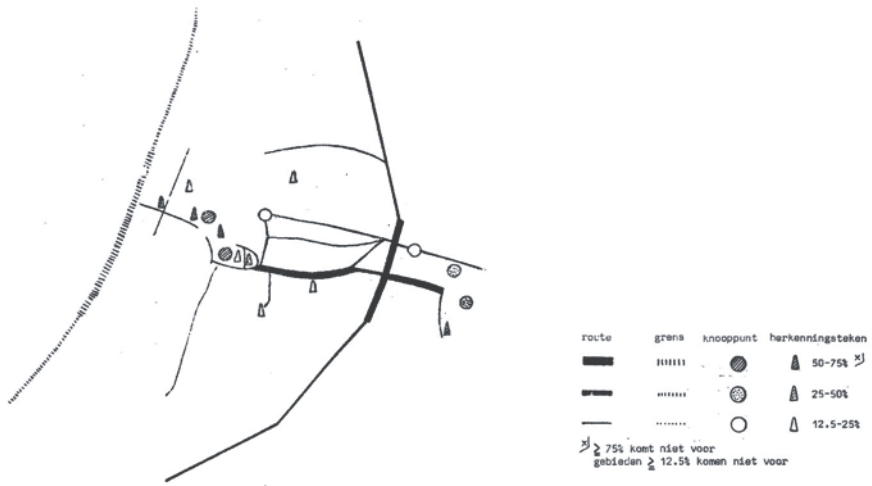 route grens knooppunt herkenningsteken
50-75% x)
25-50%
12.5-25%
x) ≥ 75% komt niet voor
gebieden ≥ 12.5% komen niet voor